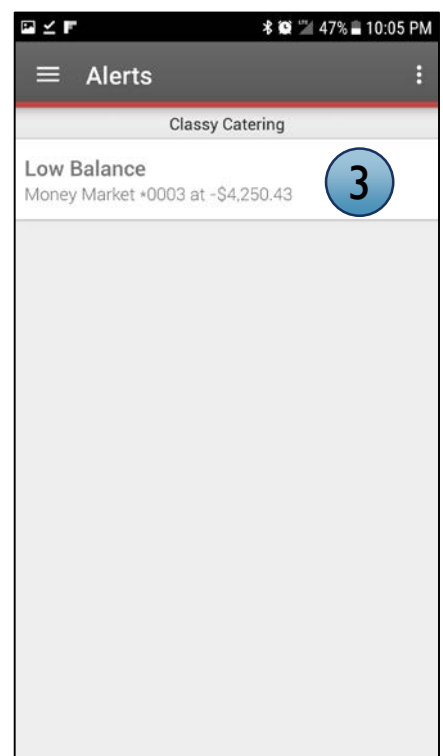 47% 10:05 PM
Alerts
Classy Catering
Low Balance
Money Market *0003 at -$4,250.43
3